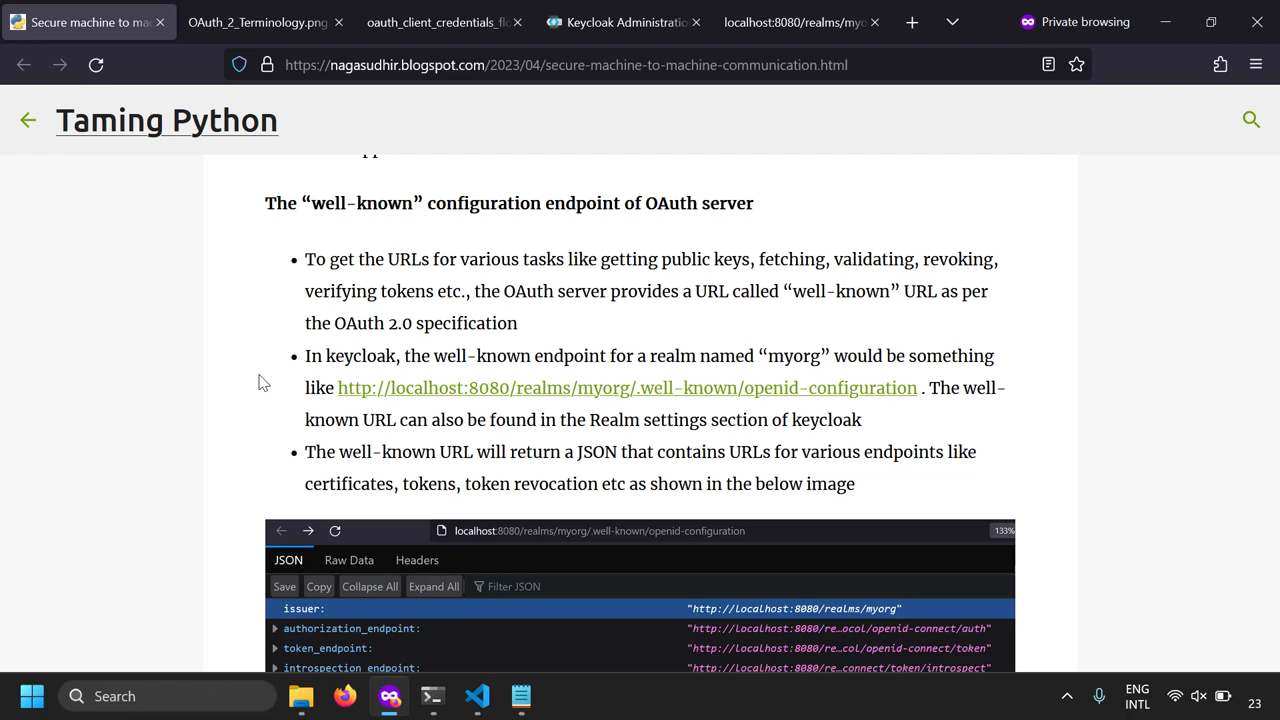 Secure machine to ma
OAuth_2_Terminology.png
oauth_client_credentials_flo
Keycloak Administratio
localhost:8080/realms/myo
Private browsing
https://nagasudhir.blogspot.com/2023/04/secure-machine-to-machine-communication.html
Taming Python
The “well-known” configuration endpoint of OAuth server
To get the URLs for various tasks like getting public keys, fetching, validating, revoking,
verifying tokens etc., the OAuth server provides a URL called “well-known” URL as per
the OAuth 2.0 specification
In keycloak, the well-known endpoint for a realm named “myorg” would be something
like http://localhost:8080/realms/myorg/.well-known/openid-configuration . The well-
known URL can also be found in the Realm settings section of keycloak
The well-known URL will return a JSON that contains URLs for various endpoints like
certificates, tokens, token revocation etc as shown in the below image
localhost:8080/realms/myorg/.well-known/openid-configuration 133%
JSON Raw Data Headers
Save Copy Collapse All Expand All Filter JSON
issuer: "http://localhost:8080/realms/myorg"
authorization_endpoint: "http://localhost:8080/re…ocol/openid-connect/auth"
token_endpoint: "http://localhost:8080/re…col/openid-connect/token"
introspection_endpoint: "http://localhost:8080/re…connect/token/introspect"
Search
ENG
INTL
23